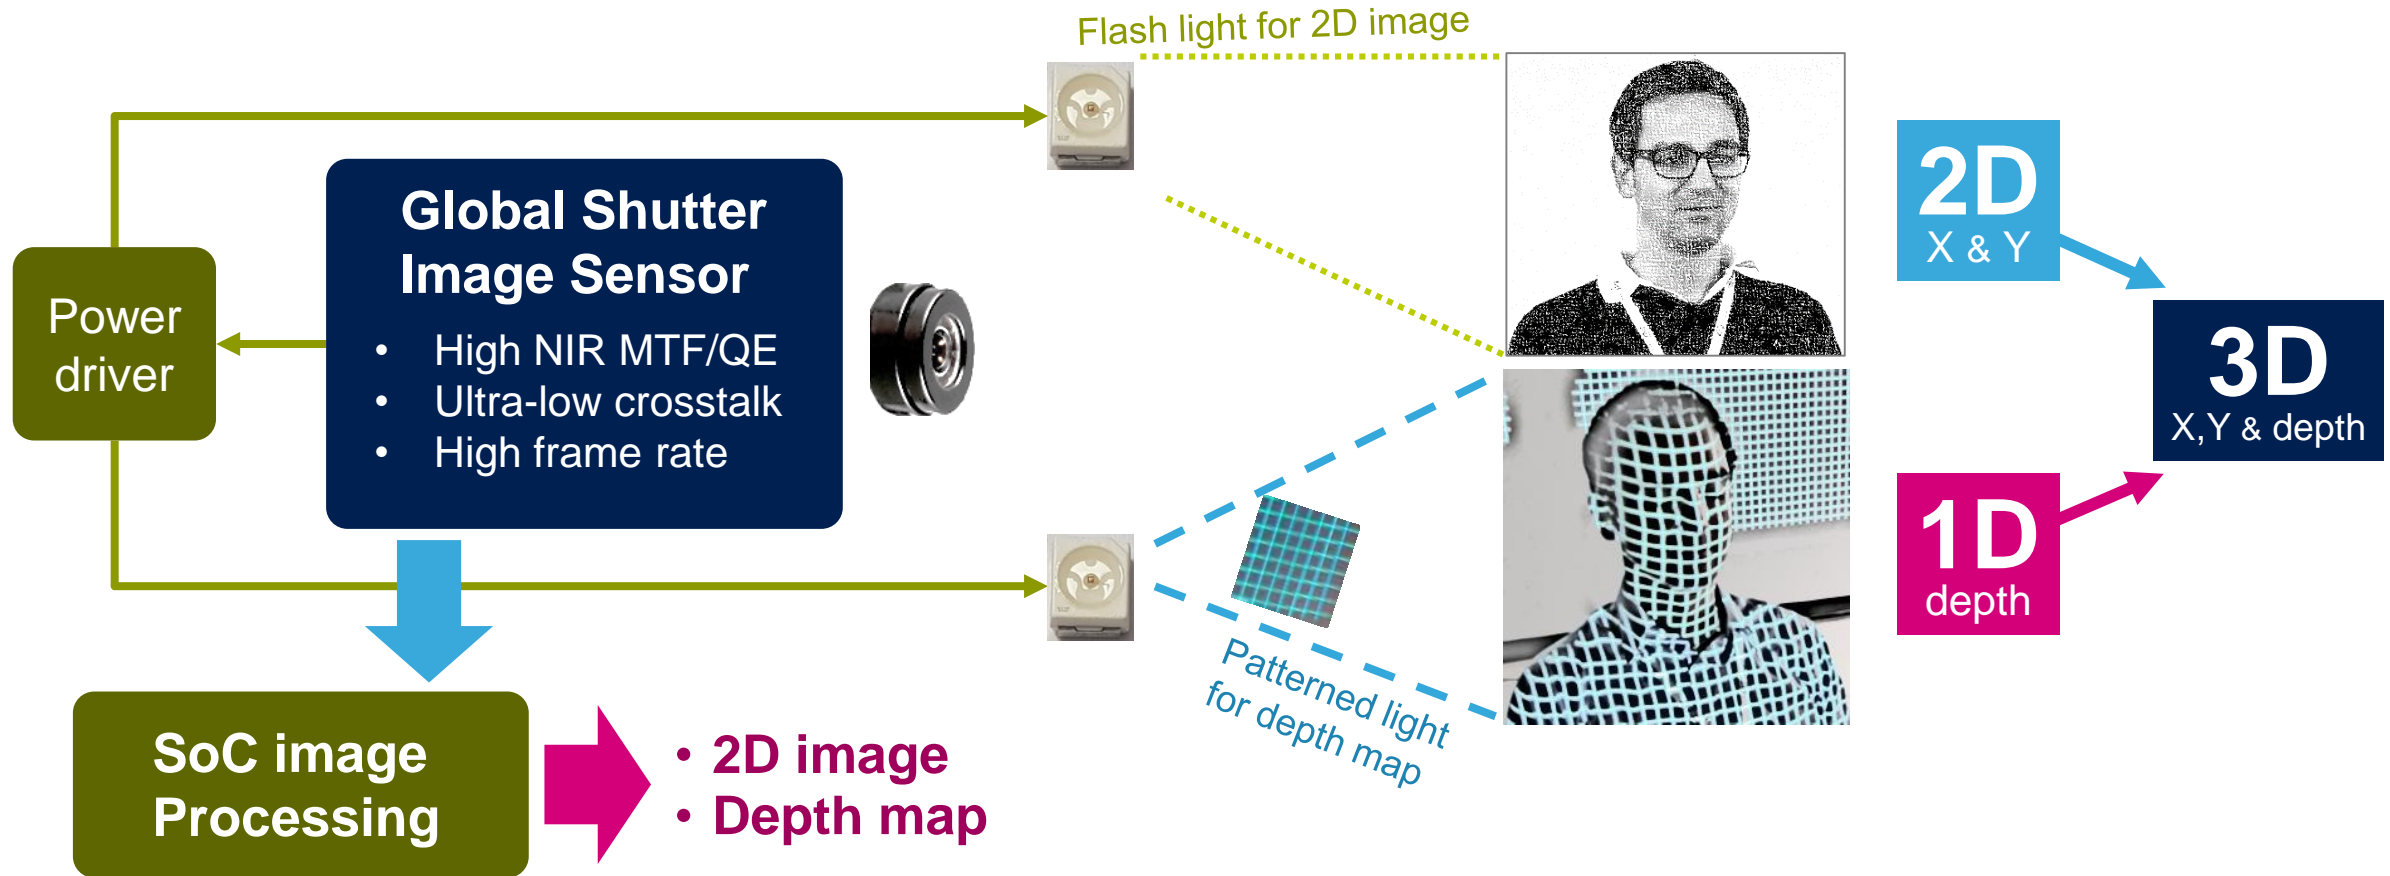 Flash light for 2D image
Global Shutter
Image Sensor
• High NIR MTF/QE
• Ultra-low crosstalk
• High frame rate
Power
driver
2D
X & Y
3D
X,Y & depth
1D
depth
Patterned light
for depth map
SoC image
Processing
• 2D image
• Depth map